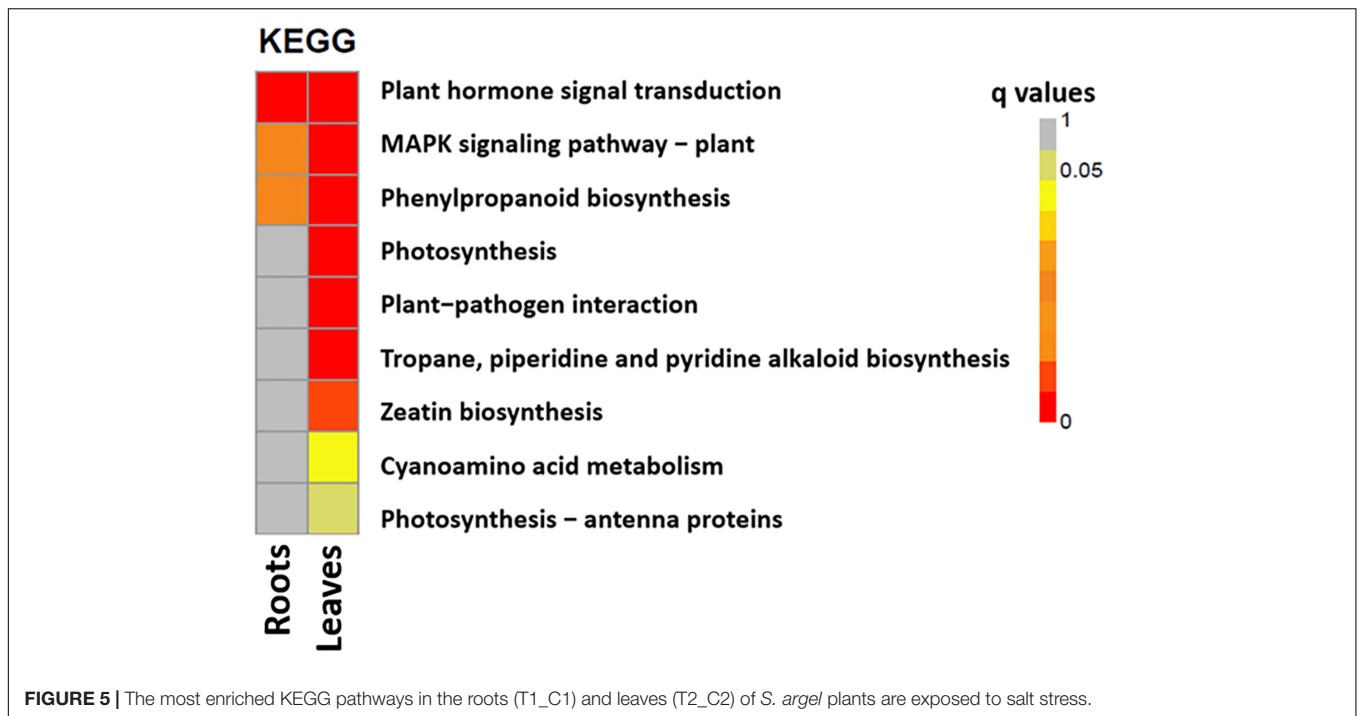 KEGG
Plant hormone signal transduction
MAPK signaling pathway – plant
Phenylpropanoid biosynthesis
Photosynthesis
Plant–pathogen interaction
Tropane, piperidine and pyridine alkaloid biosynthesis
Zeatin biosynthesis
Cyanoamino acid metabolism
Photosynthesis – antenna proteins
Roots
Leaves
q values
1
0.05
0
FIGURE 5 | The most enriched KEGG pathways in the roots (T1_C1) and leaves (T2_C2) of S. argel plants are exposed to salt stress.